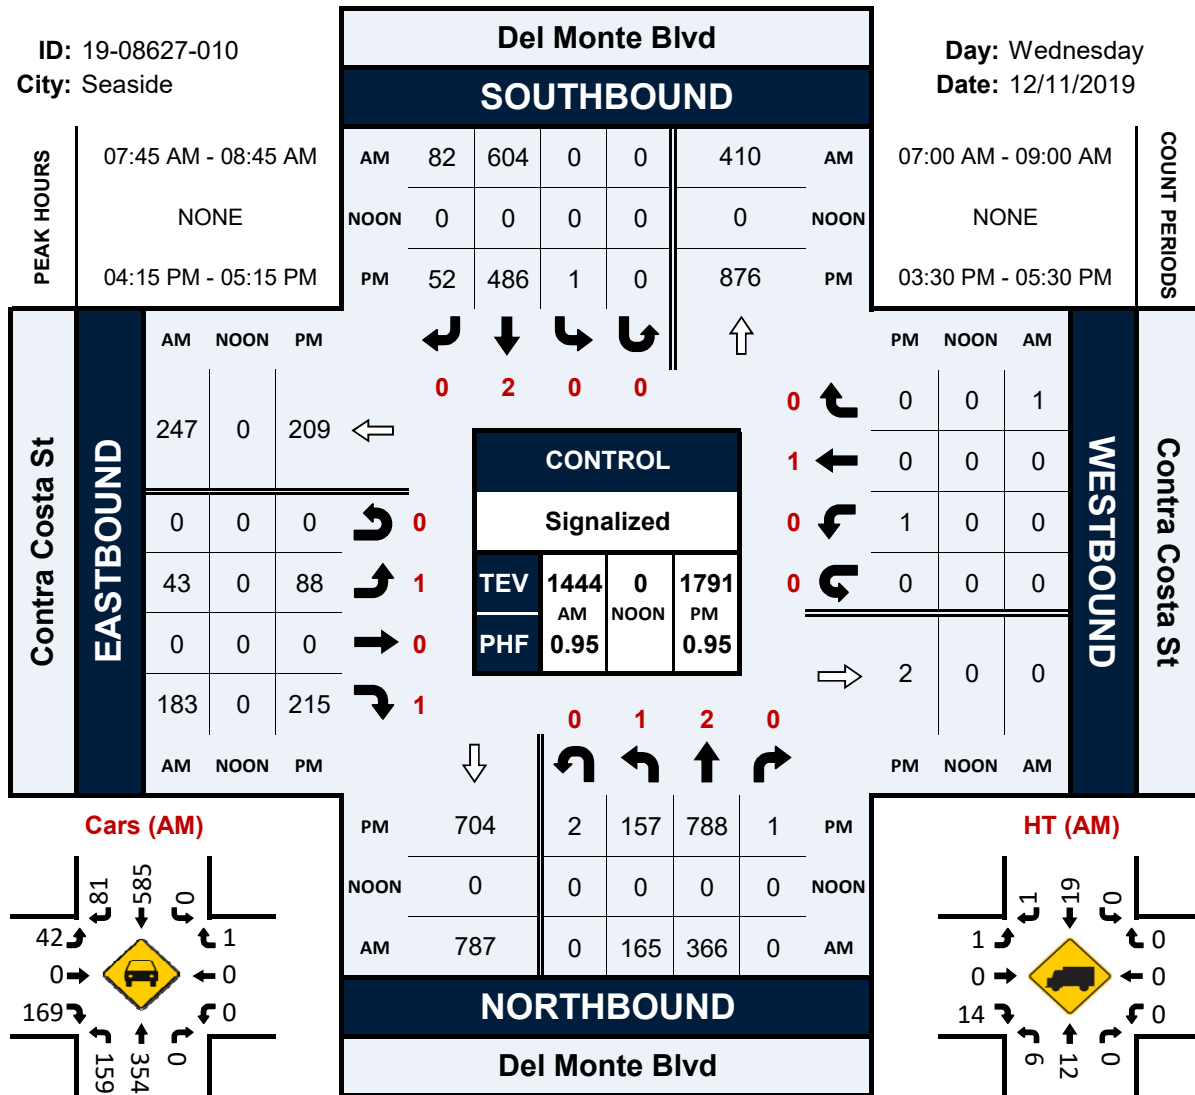 Del Monte Blvd
SOUTHBOUND
ID: 19-08627-010
City: Seaside
Day: Wednesday
Date: 12/11/2019
PEAK HOURS
07:45 AM - 08:45 AM
NONE
04:15 PM - 05:15 PM
AM 82 604 0 0 410 AM
NOON 0 0 0 0 0 NOON
PM 52 486 1 0 876 PM
07:00 AM - 09:00 AM
NONE
03:30 PM - 05:30 PM
COUNT PERIODS
0 2 0 0
Contra Costa St
EASTBOUND
AM NOON PM
247 0 209
0 0 0 0
43 0 88 1
0 0 0 0
183 0 215 1
AM NOON PM
CONTROL
Signalized
TEV 1444 0 1791
AM NOON PM
PHF 0.95 0.95
PM NOON AM
0 0 0 1
1 0 0 0
0 1 0 0
0 0 0 0
2 0 0
PM NOON AM
WESTBOUND
Contra Costa St
0 1 2 0
PM 704 2 157 788 1 PM
NOON 0 0 0 0 0 NOON
AM 787 0 165 366 0 AM
NORTHBOUND
Del Monte Blvd
Cars (AM)
81 585 0
42 1
0 0
169 0
159 354 0
HT (AM)
1 19 0
1 0
0 0
14 0
6 12 0